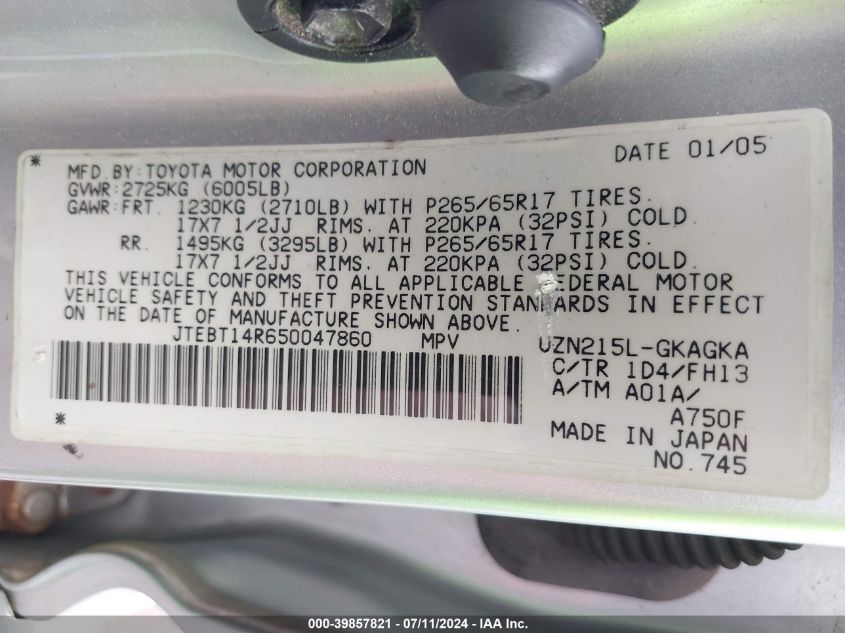 DATE 01/05
* MFD.BY:TOYOTA MOTOR CORPORATION
GVWR:2725KG (6005LB)
GAWR:FRT. 1230KG (2710LB) WITH P265/65R17 TIRES.
17X7 1/2JJ RIMS. AT 220KPA (32PSI) COLD.
RR. 1495KG (3295LB) WITH P265/65R17 TIRES.
17X7 1/2JJ RIMS. AT 220KPA (32PSI) COLD.
THIS VEHICLE CONFORMS TO ALL APPLICABLE FEDERAL MOTOR
VEHICLE SAFETY AND THEFT PREVENTION STANDARDS IN EFFECT
ON THE DATE OF MANUFACTURE SHOWN ABOVE.
JTEBT14R650047860 MPV UZN215L-GKAGKA
C/TR 1D4/FH13
A/TM A01A/
A750F
*
MADE IN JAPAN
NO.745
000-39857821 - 07/11/2024 - IAA Inc.